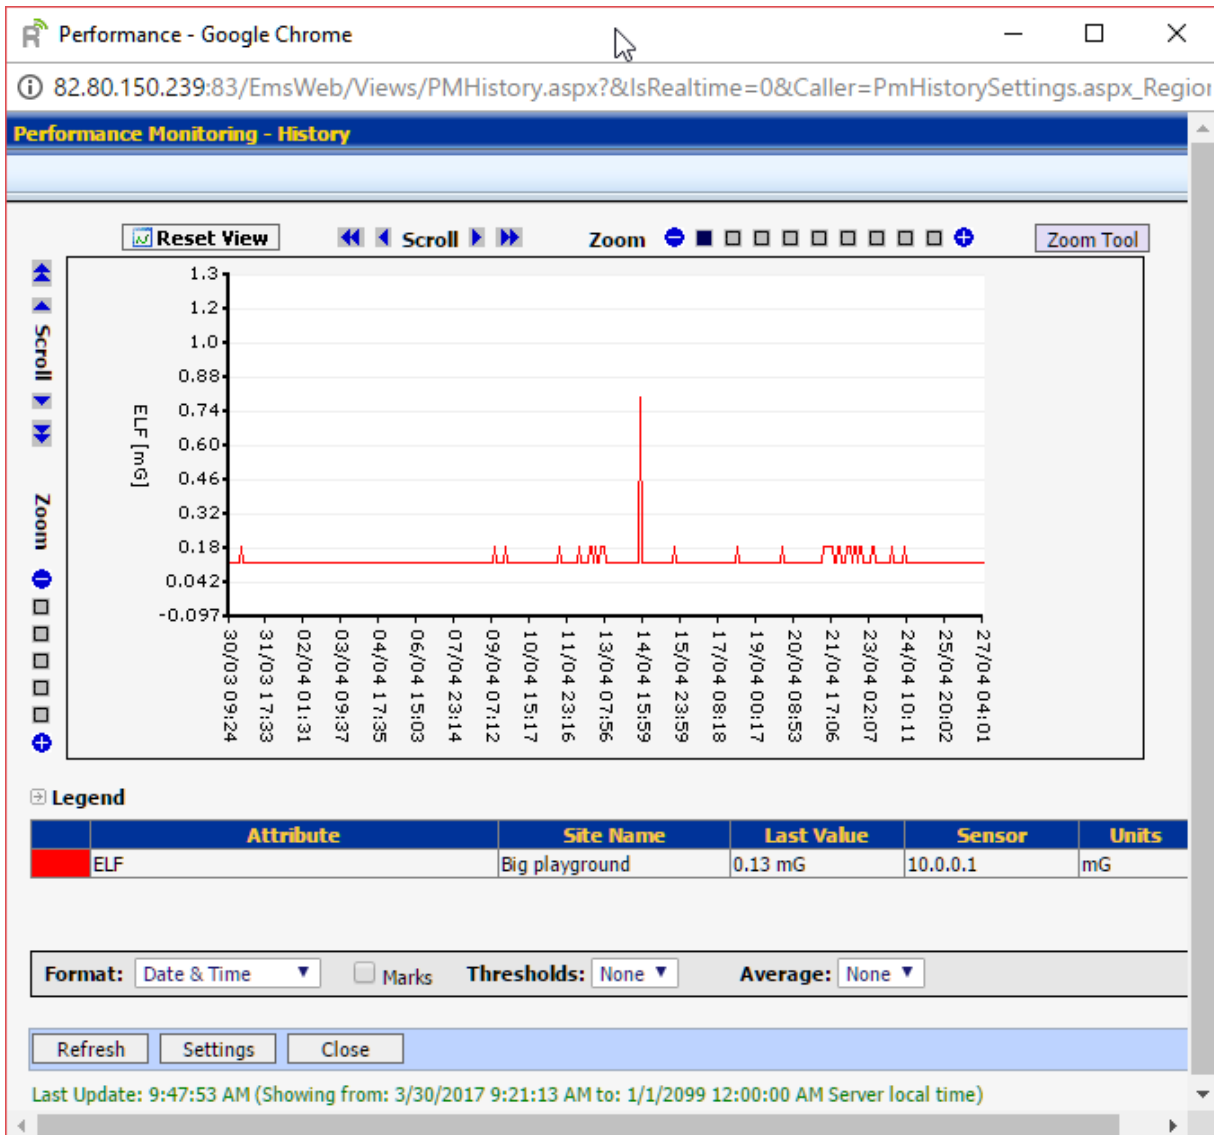 Performance - Google Chrome
82.80.150.239:83/EmsWeb/Views/PMHistory.aspx?&IsRealtime=0&Caller=PmHistorySettings.aspx_Region
Performance Monitoring - History
Reset View Scroll Zoom Zoom Tool
Scroll
Zoom
ELF [mG]
1.3
1.2
1.0
0.88
0.74
0.60
0.46
0.32
0.18
0.042
-0.097
30/03 09:24
31/03 17:33
02/04 01:31
03/04 09:37
04/04 17:35
06/04 15:03
07/04 23:14
09/04 07:12
10/04 15:17
11/04 23:16
13/04 07:56
14/04 15:59
15/04 23:59
17/04 08:18
19/04 00:17
20/04 08:53
21/04 17:06
23/04 02:07
24/04 10:11
25/04 20:02
27/04 04:01
Legend
Attribute Site Name Last Value Sensor Units
ELF Big playground 0.13 mG 10.0.0.1 mG
Format: Date & Time Marks Thresholds: None Average: None
Refresh Settings Close
Last Update: 9:47:53 AM (Showing from: 3/30/2017 9:21:13 AM to: 1/1/2099 12:00:00 AM Server local time)